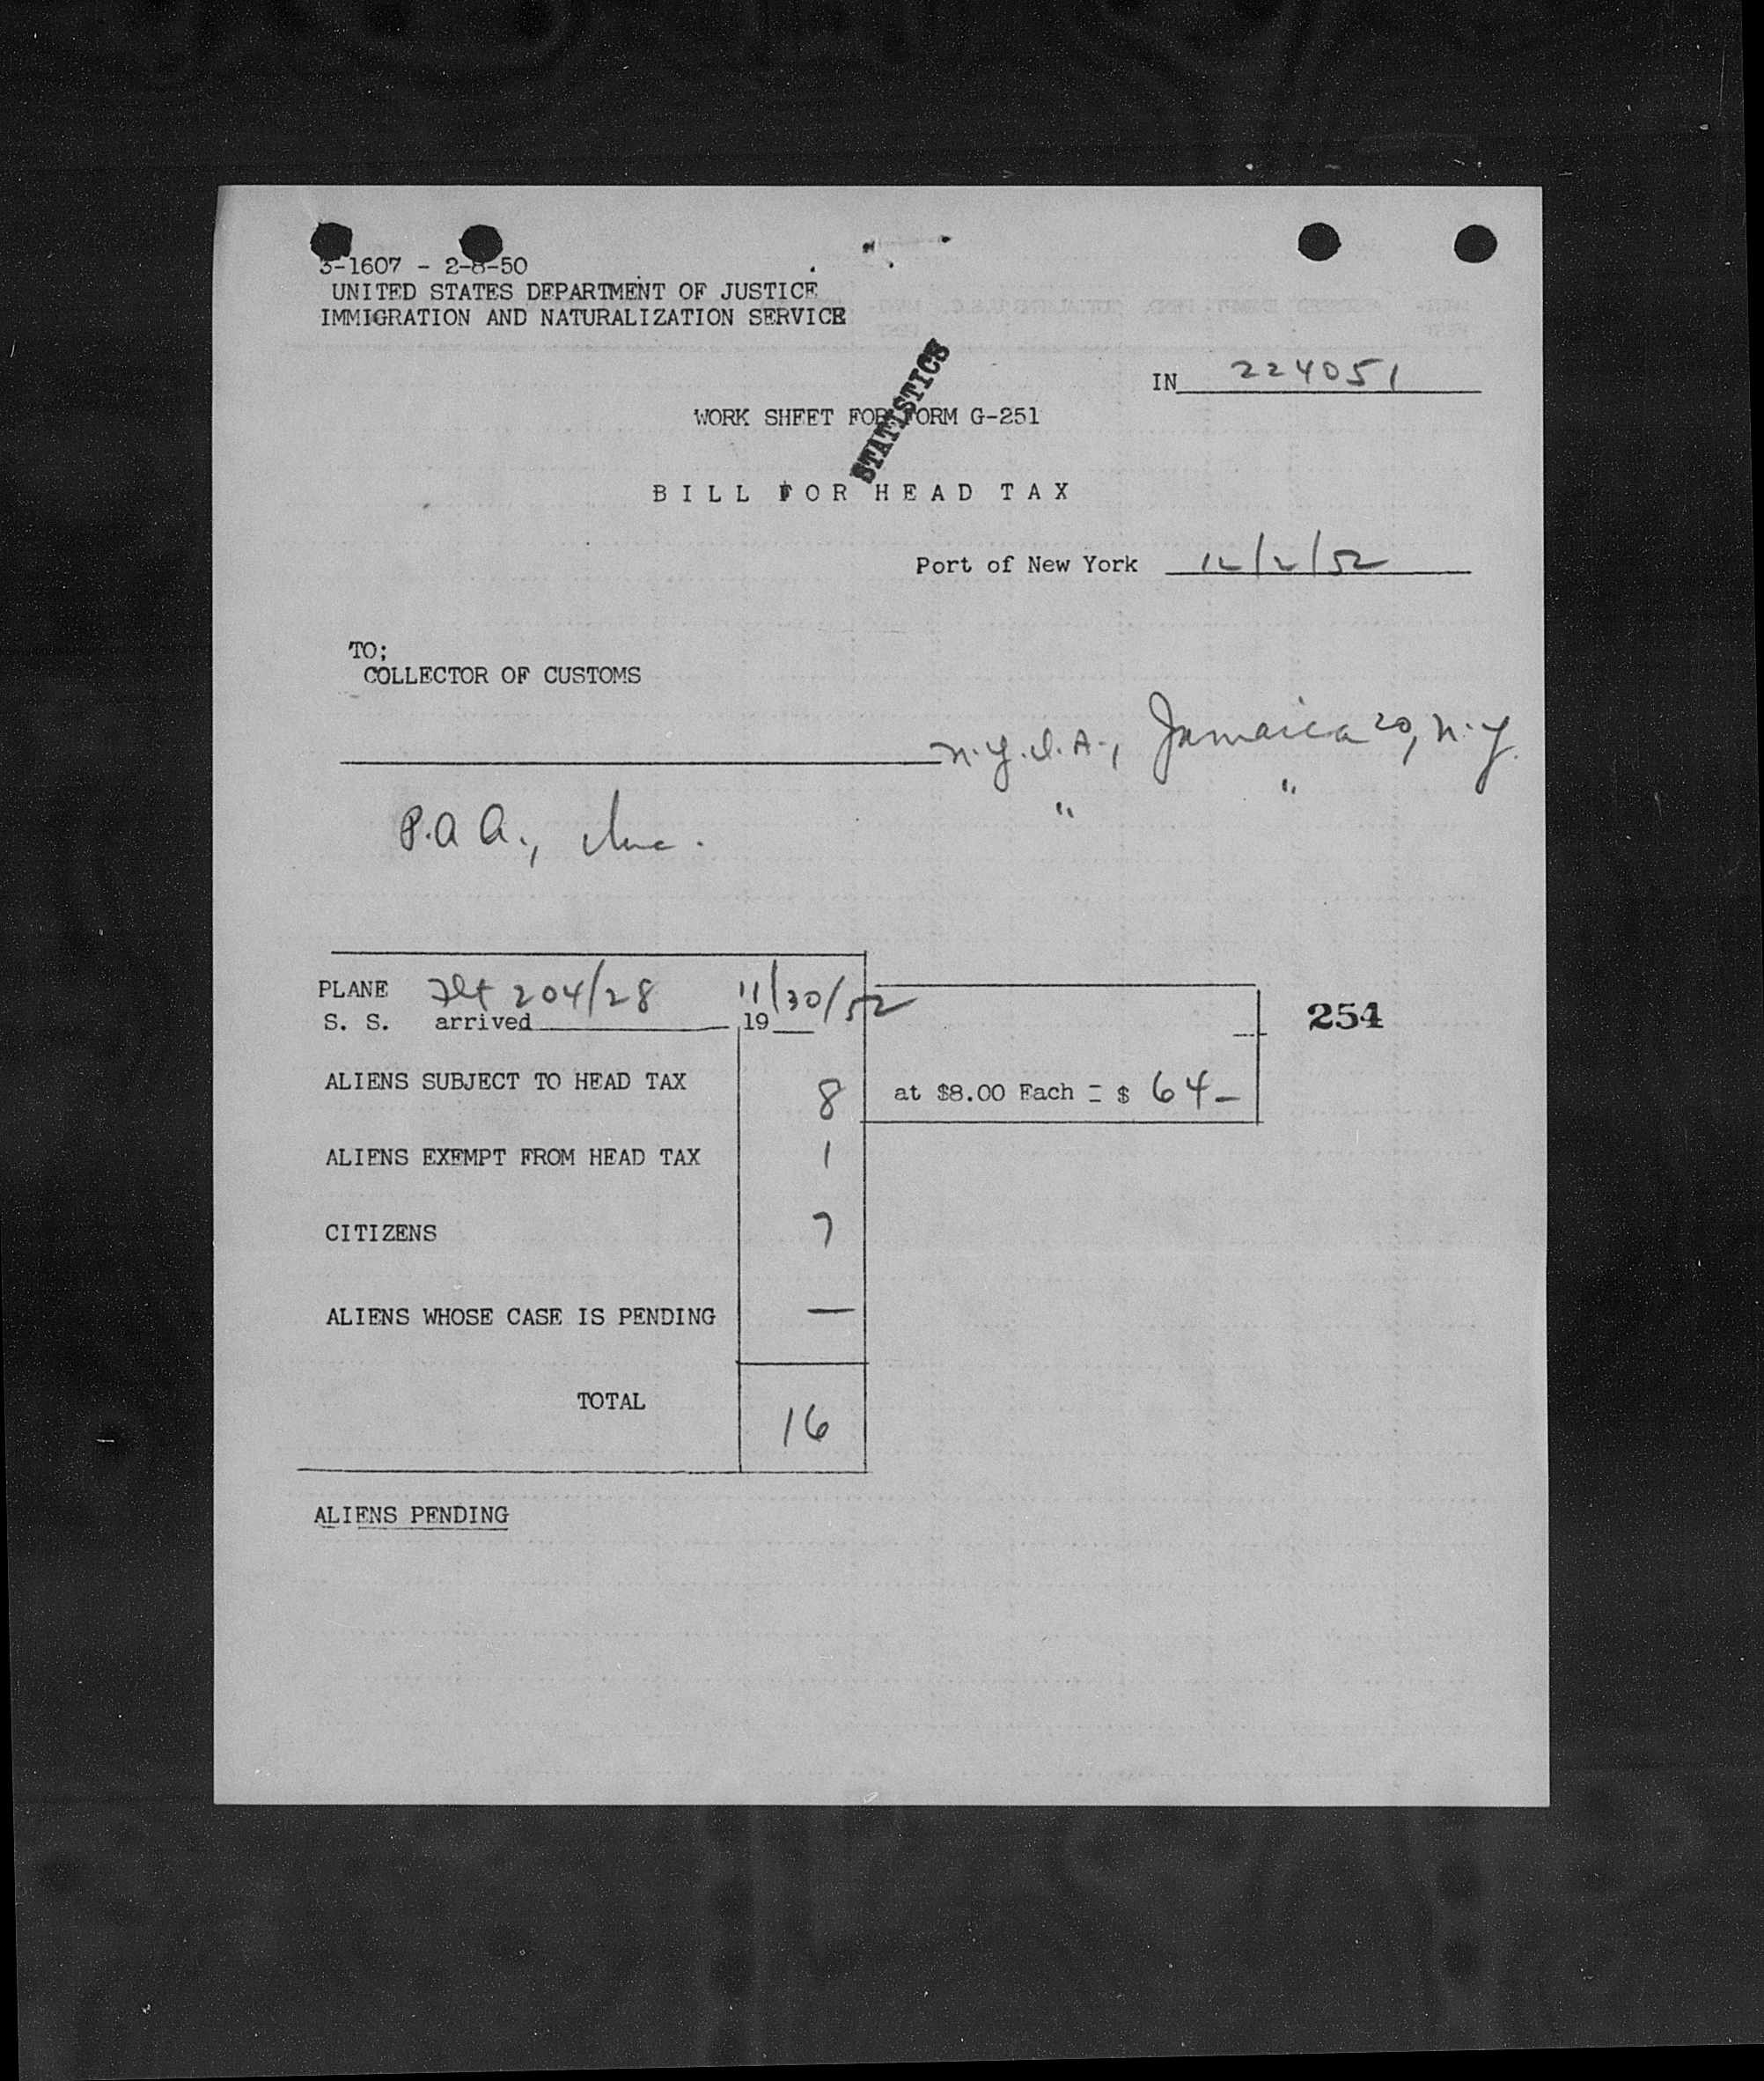 3-1607 - 2-8-50
UNITED STATES DEPARTMENT OF JUSTICE
IMMIGRATION AND NATURALIZATION SERVICE
IN 224051
STATISTICS
WORK SHEET FOR FORM G-251
BILL FOR HEAD TAX
Port of New York 12/2/52
TO;
COLLECTOR OF CUSTOMS
N.Y.I.A., Jamaica 20, N.Y.
" "
P.A.A., Inc.
PLANE Flt 204/28 11/30/52
S. S. arrived 19
254
ALIENS SUBJECT TO HEAD TAX 8 at $8.00 Each = $ 64-
ALIENS EXEMPT FROM HEAD TAX 1
CITIZENS 7
ALIENS WHOSE CASE IS PENDING —
TOTAL 16
ALIENS PENDING